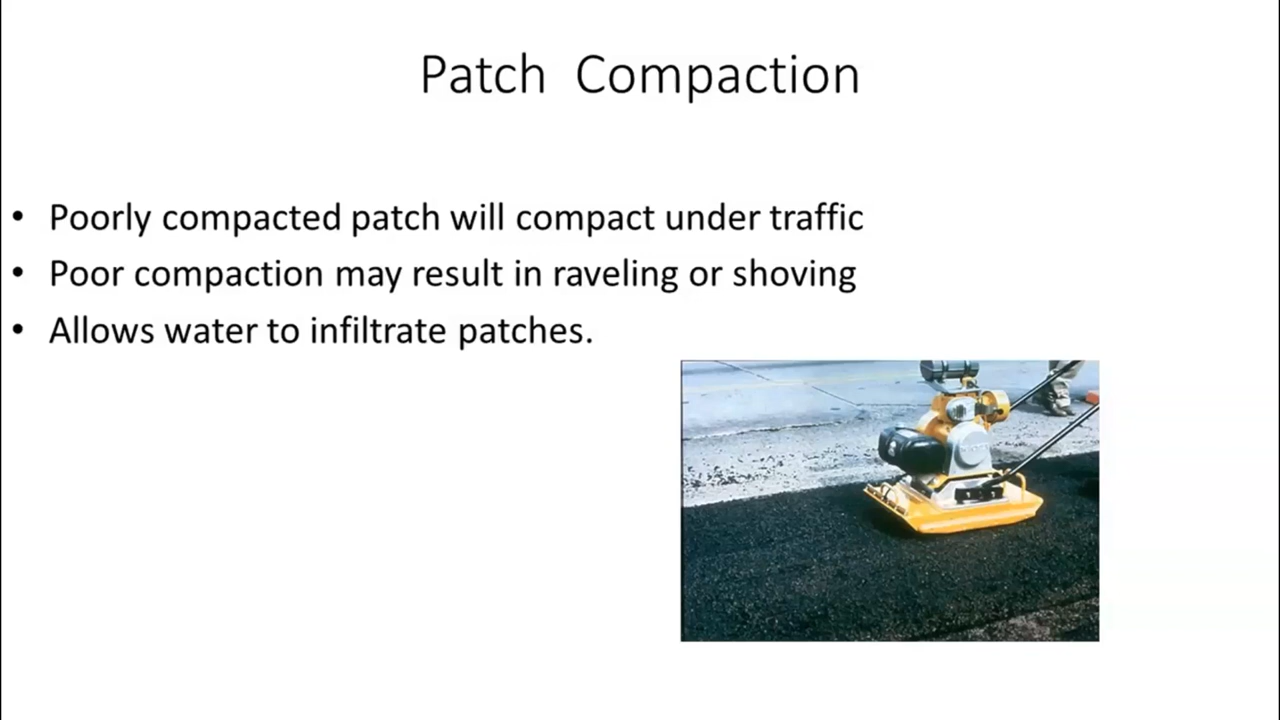 Patch Compaction
• Poorly compacted patch will compact under traffic
• Poor compaction may result in raveling or shoving
• Allows water to infiltrate patches.